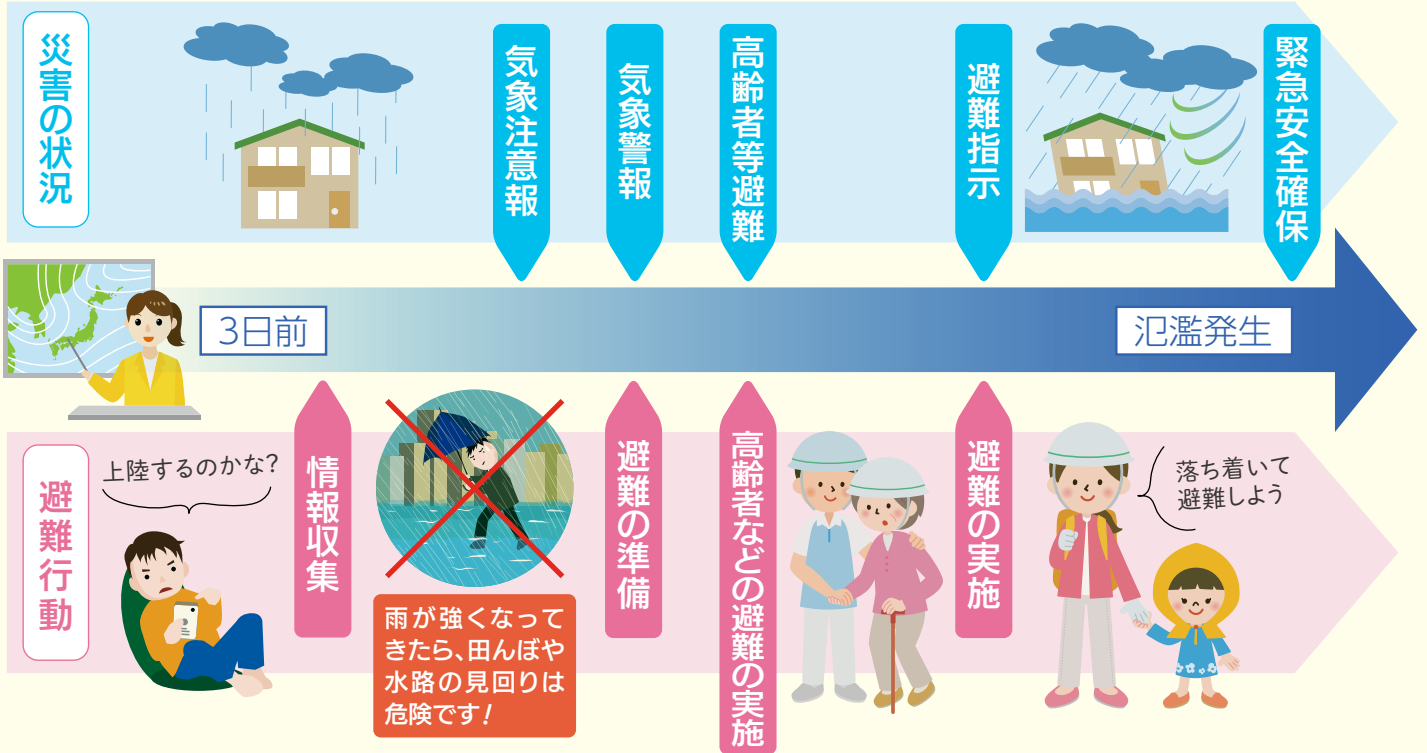 災害の状況
気象注意報
気象警報
高齢者等避難
避難指示
緊急安全確保
3日前
氾濫発生
避難行動
上陸するのかな？
情報収集
雨が強くなって
きたら、田んぼや
水路の見回りは
危険です！
避難の準備
高齢者などの避難の実施
避難の実施
落ち着いて
避難しよう